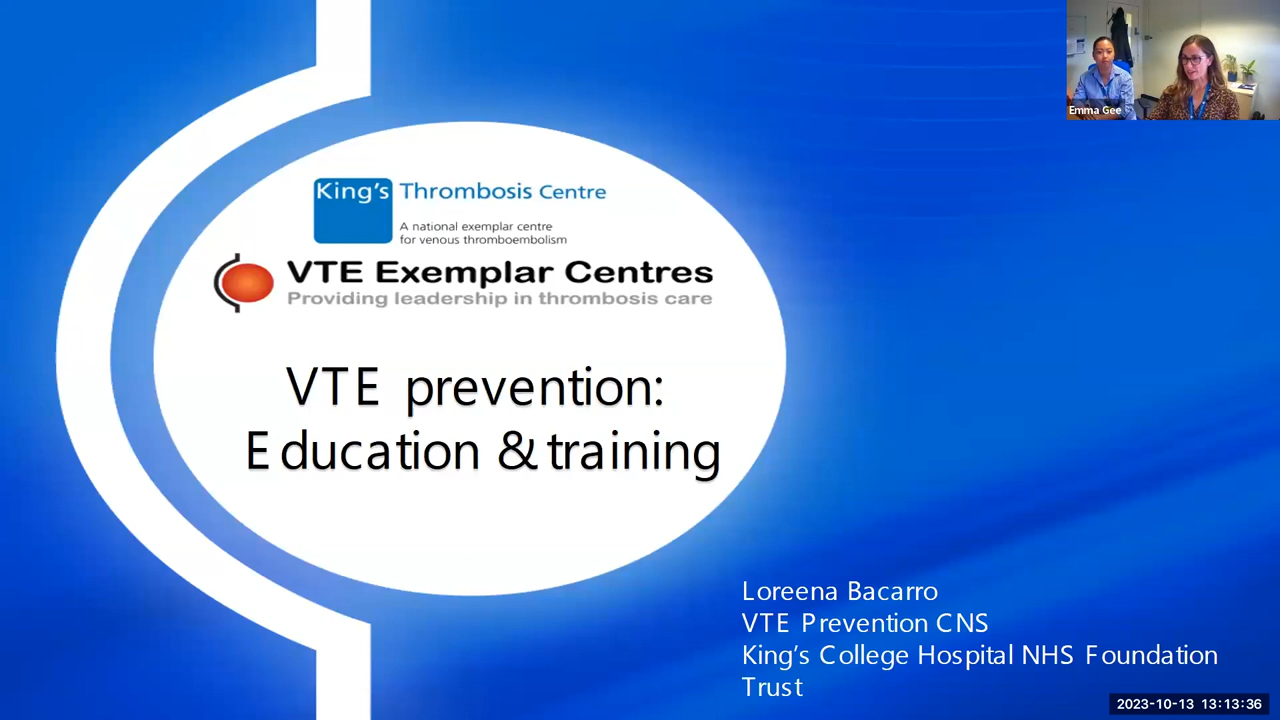 Emma Gee
King's Thrombosis Centre
A national exemplar centre
for venous thromboembolism
VTE Exemplar Centres
Providing leadership in thrombosis care
VTE prevention:
Education & training
Loreena Bacarro
VTE Prevention CNS
King's College Hospital NHS Foundation
Trust
2023-10-13 13:13:36